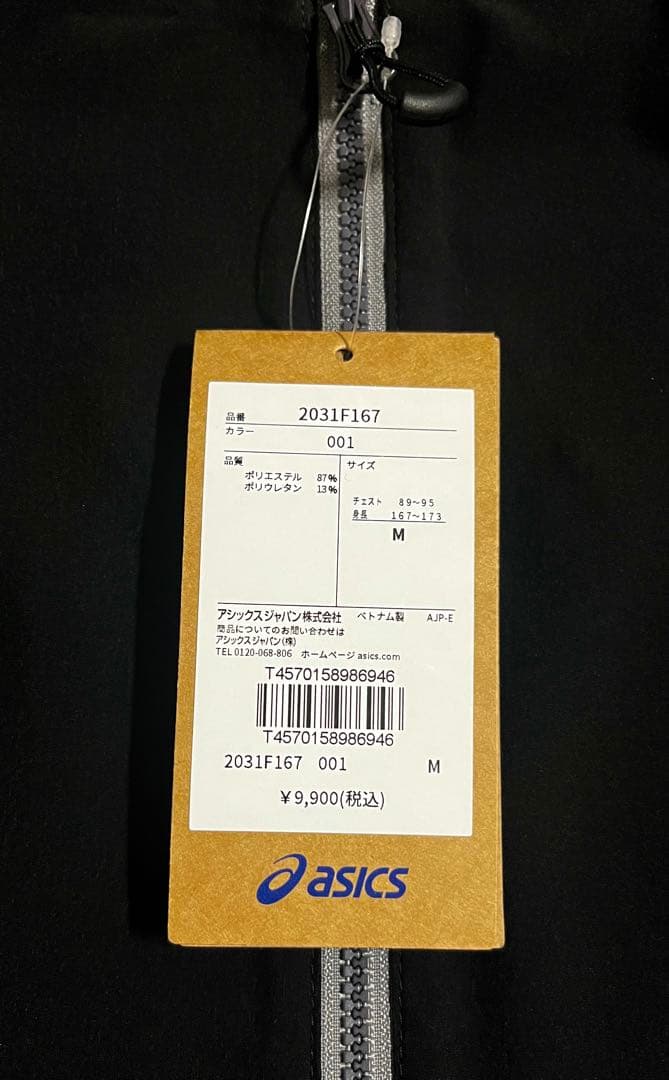 品番 2031F167
カラー 001
品質
ポリエステル 87%
ポリウレタン 13%
サイズ
チェスト 89~95
身長 167~173
M
アシックスジャパン株式会社 ベトナム製 AJP-E
商品についてのお問い合わせは
アシックスジャパン(株)
TEL 0120-068-806 ホームページ asics.com
T4570158986946
T4570158986946
2031F167 001 M
¥9,900(税込)
asics